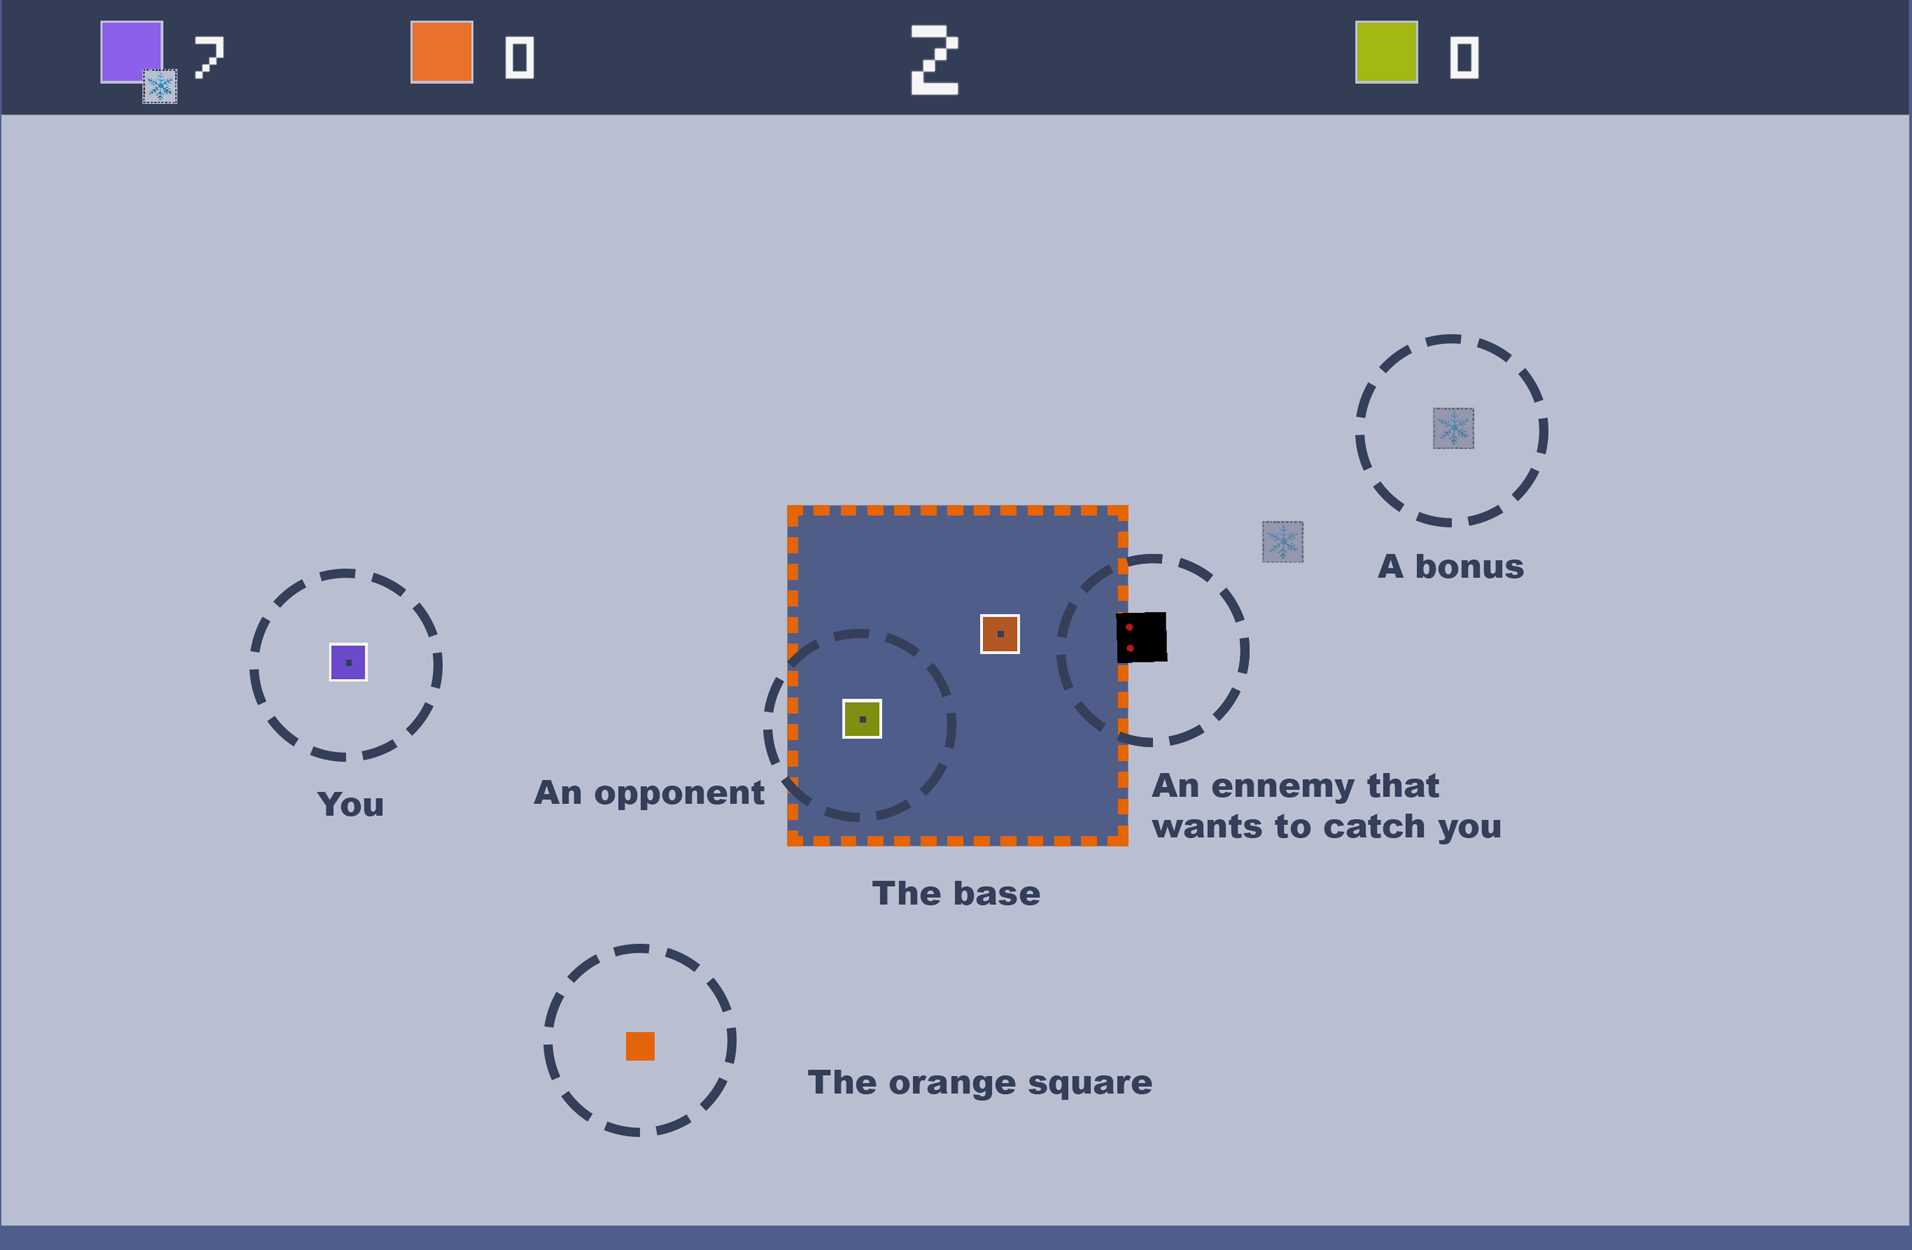 7 0 2 0
A bonus
You
An opponent
An ennemy that
wants to catch you
The base
The orange square